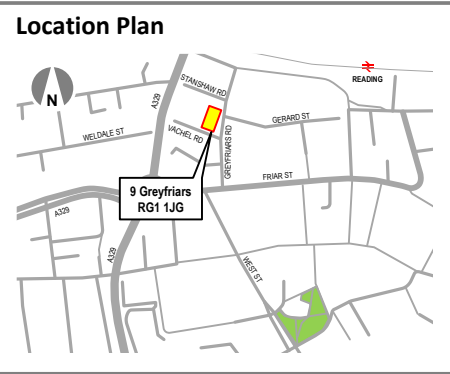 Location Plan
N
READING
STANSHAW RD
A329
GERARD ST
WELDALE ST
VACHEL RD
GREYFRIARS RD
FRIAR ST
9 Greyfriars
RG1 1JG
A329
A329
WEST ST